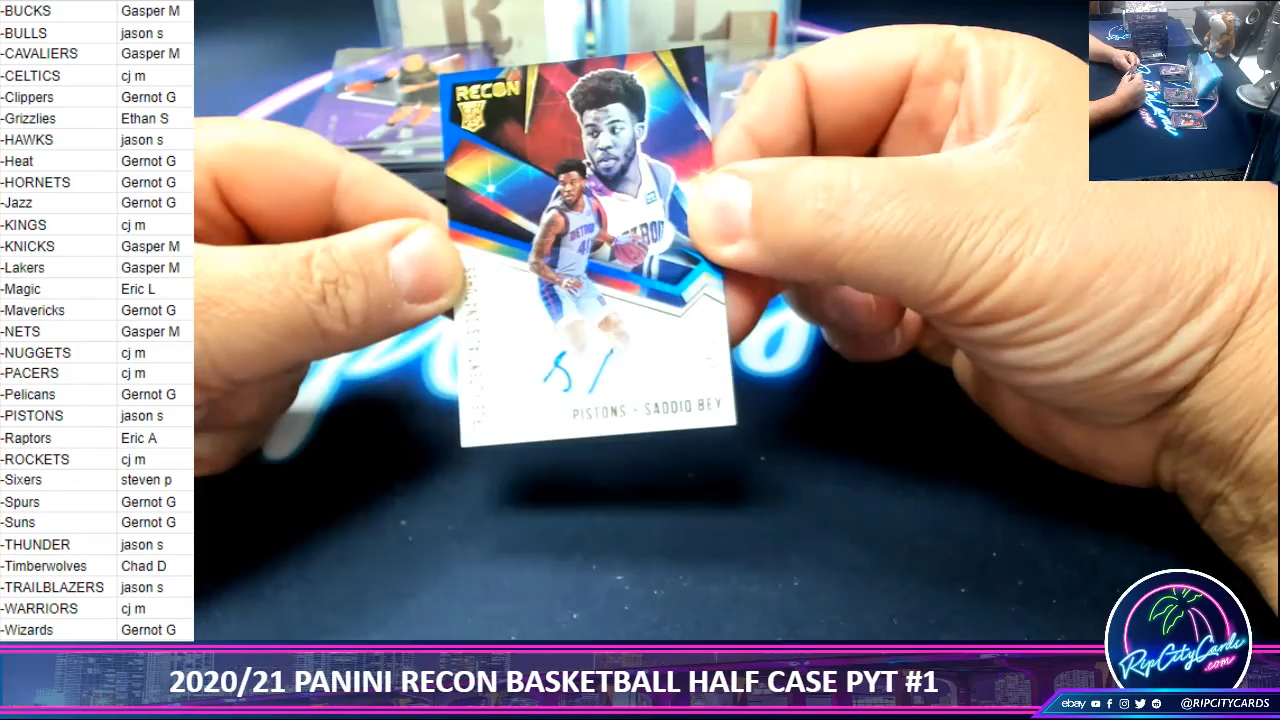 -BUCKS Gasper M
-BULLS jason s
-CAVALIERS Gasper M
-CELTICS cj m
-Clippers Gernot G
-Grizzlies Ethan S
-HAWKS jason s
-Heat Gernot G
-HORNETS Gernot G
-Jazz Gernot G
-KINGS cj m
-KNICKS Gasper M
-Lakers Gasper M
-Magic Eric L
-Mavericks Gernot G
-NETS Gasper M
-NUGGETS cj m
-PACERS cj m
-Pelicans Gernot G
-PISTONS jason s
-Raptors Eric A
-ROCKETS cj m
-Sixers steven p
-Spurs Gernot G
-Suns Gernot G
-THUNDER jason s
-Timberwolves Chad D
-TRAILBLAZERS jason s
-WARRIORS cj m
-Wizards Gernot G
RECON
DETROIT
PISTONS - SADDIQ BEY
2020/21 PANINI RECON BASKETBALL HALF CASE PYT #1
RipCityCards
.com
ebay @RIPCITYCARDS